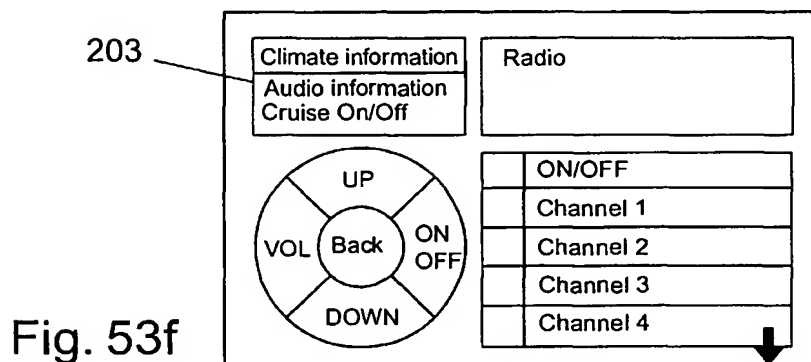 203
Climate information
Audio information
Cruise On/Off
Radio
UP
VOL
Back
ON
OFF
DOWN
ON/OFF
Channel 1
Channel 2
Channel 3
Channel 4
Fig. 53f